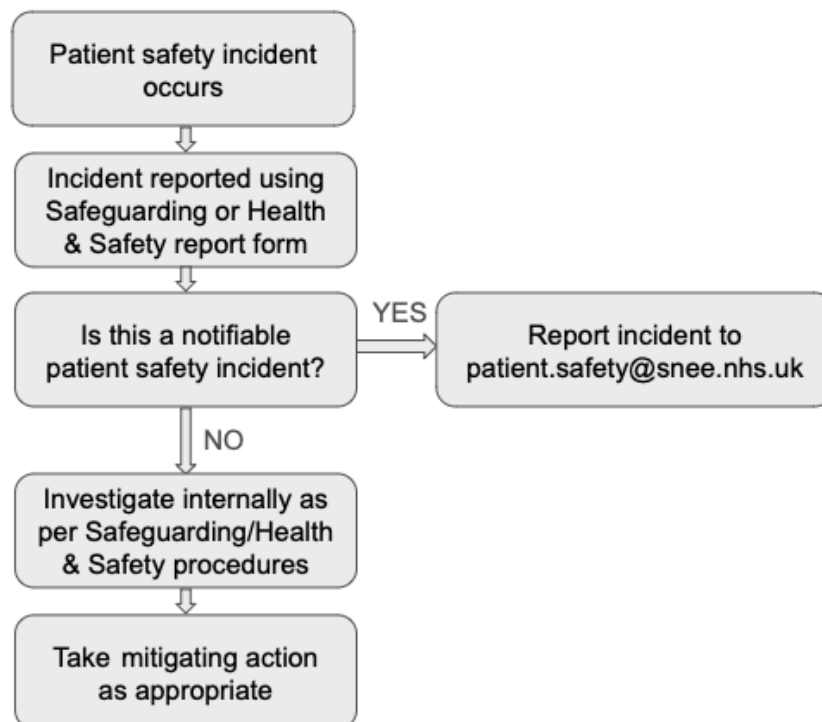 Patient safety incident
occurs
Incident reported using
Safeguarding or Health
& Safety report form
Is this a notifiable
patient safety incident?
YES
Report incident to
patient.safety@snee.nhs.uk
NO
Investigate internally as
per Safeguarding/Health
& Safety procedures
Take mitigating action
as appropriate